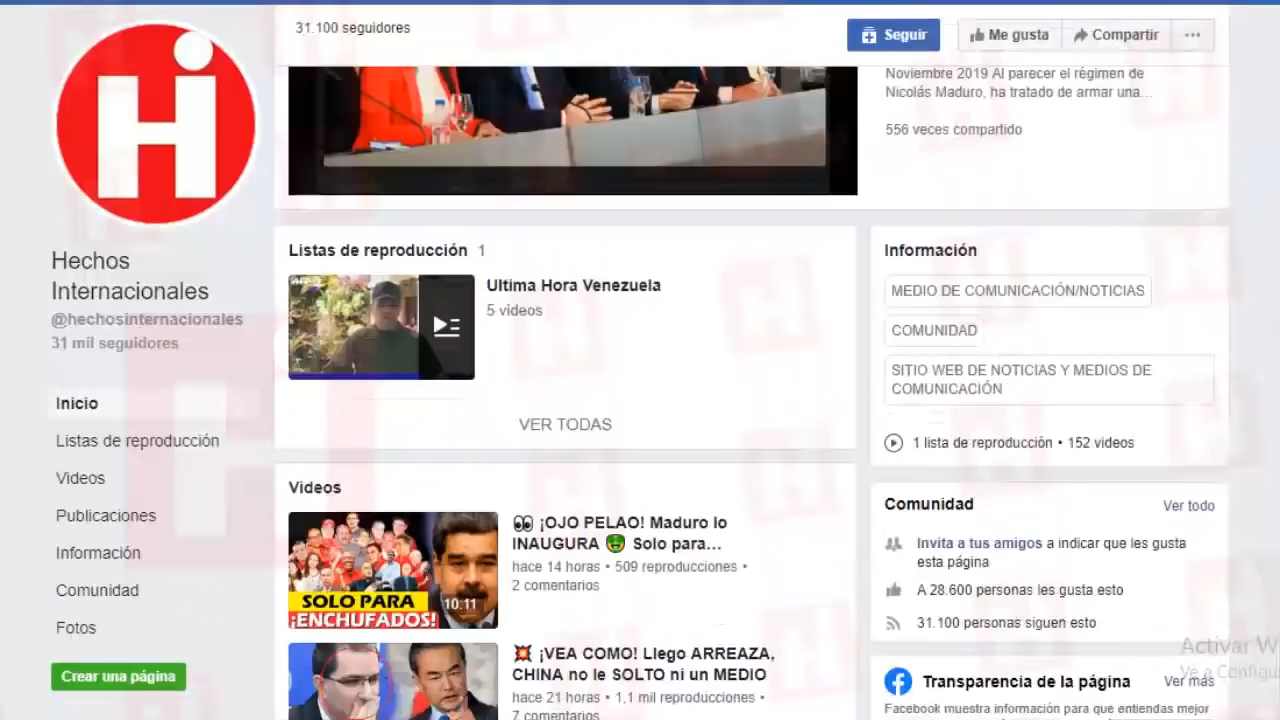 31.100 seguidores
Seguir
Me gusta
Compartir
Noviembre 2019 Al parecer el régimen de
Nicolás Maduro, ha tratado de armar una...
556 veces compartido
Hi
Hechos
Internacionales
@hechosinternacionales
31 mil seguidores
Inicio
Listas de reproducción
Videos
Publicaciones
Información
Comunidad
Fotos
Crear una página
Listas de reproducción 1
Ultima Hora Venezuela
5 videos
VER TODAS
Videos
👀 ¡OJO PELAO! Maduro lo
INAUGURA 🤑 Solo para...
hace 14 horas • 509 reproducciones •
2 comentarios
SOLO PARA
¡ENCHUFADOS!
10:11
💥 ¡VEA COMO! Llego ARREAZA,
CHINA no le SOLTO ni un MEDIO
hace 21 horas • 1,1 mil reproducciones •
7 comentarios
Información
MEDIO DE COMUNICACIÓN/NOTICIAS
COMUNIDAD
SITIO WEB DE NOTICIAS Y MEDIOS DE
COMUNICACIÓN
1 lista de reproducción • 152 videos
Comunidad
Ver todo
Invita a tus amigos a indicar que les gusta
esta página
A 28.600 personas les gusta esto
31.100 personas siguen esto
Activar W
Ve a Configu
Transparencia de la página
Ver más
Facebook muestra información para que entiendas mejor